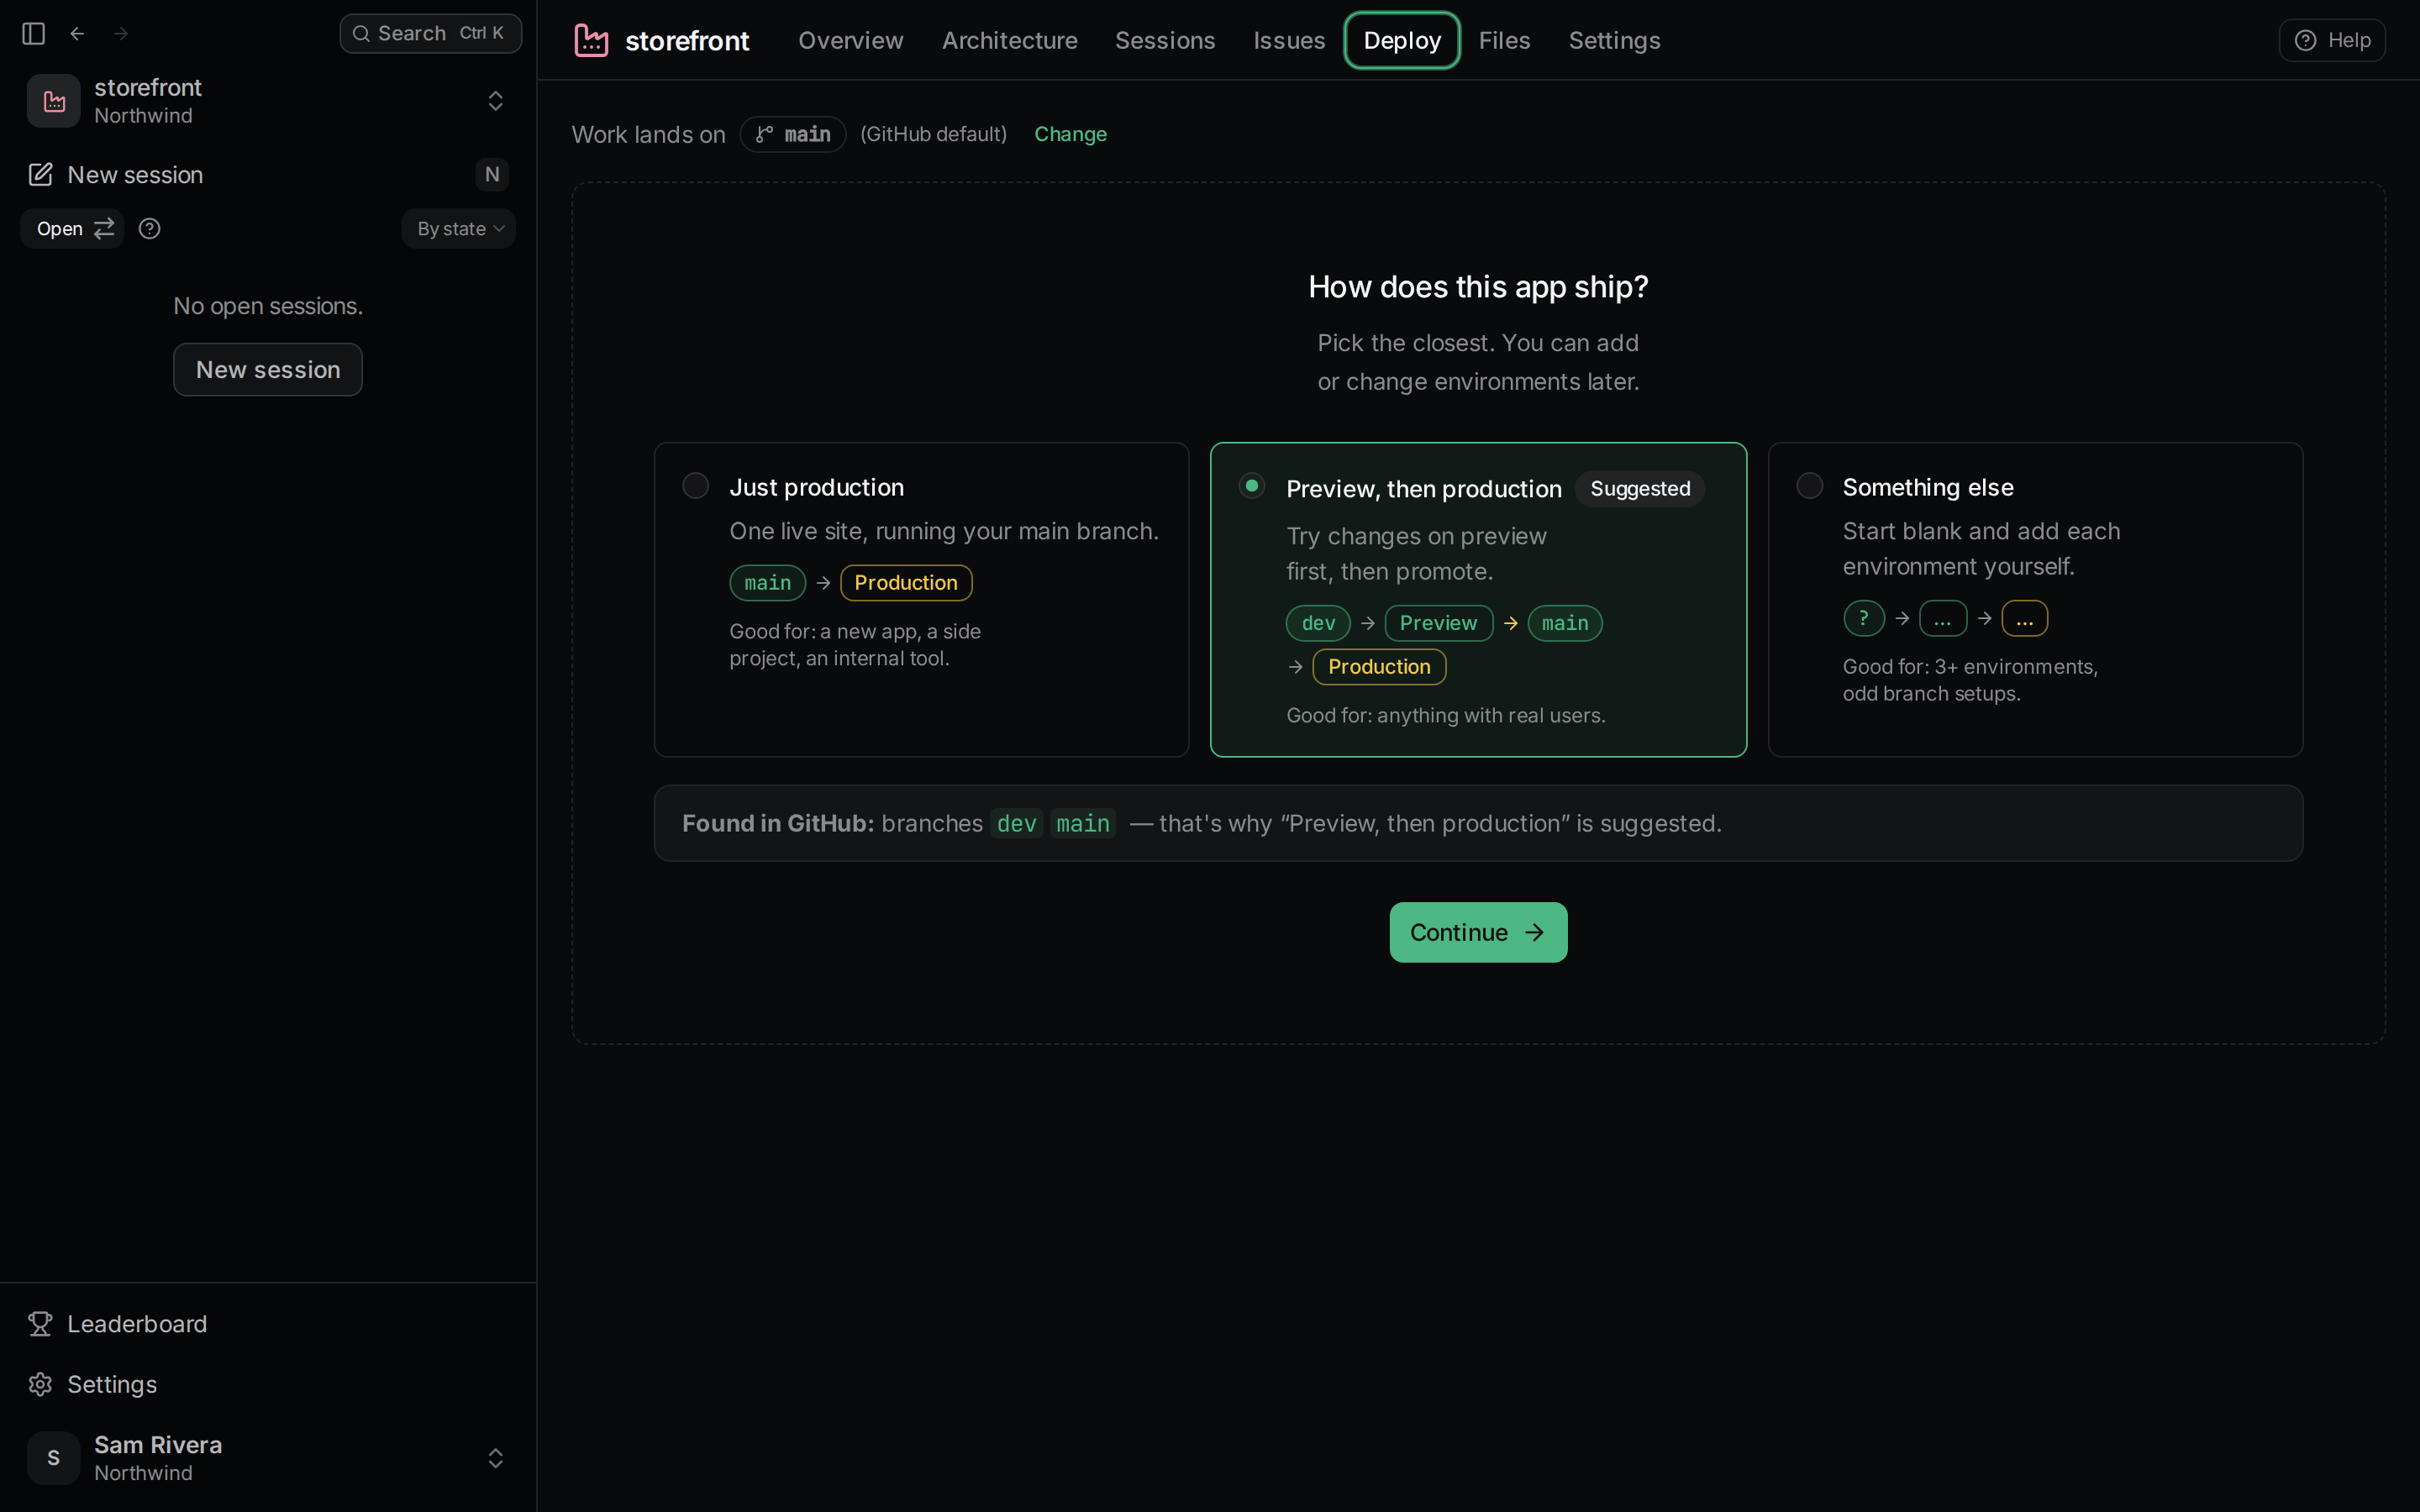 Search Ctrl K
storefront
Northwind
New session N
Open By state
No open sessions.
New session
Leaderboard
Settings
S
Sam Rivera
Northwind
storefront Overview Architecture Sessions Issues Deploy Files Settings Help
Work lands on main (GitHub default) Change
How does this app ship?
Pick the closest. You can add
or change environments later.
Just production
One live site, running your main branch.
main → Production
Good for: a new app, a side
project, an internal tool.
Preview, then production Suggested
Try changes on preview
first, then promote.
dev → Preview → main
→ Production
Good for: anything with real users.
Something else
Start blank and add each
environment yourself.
? → ... → ...
Good for: 3+ environments,
odd branch setups.
Found in GitHub: branches dev main — that's why “Preview, then production” is suggested.
Continue →